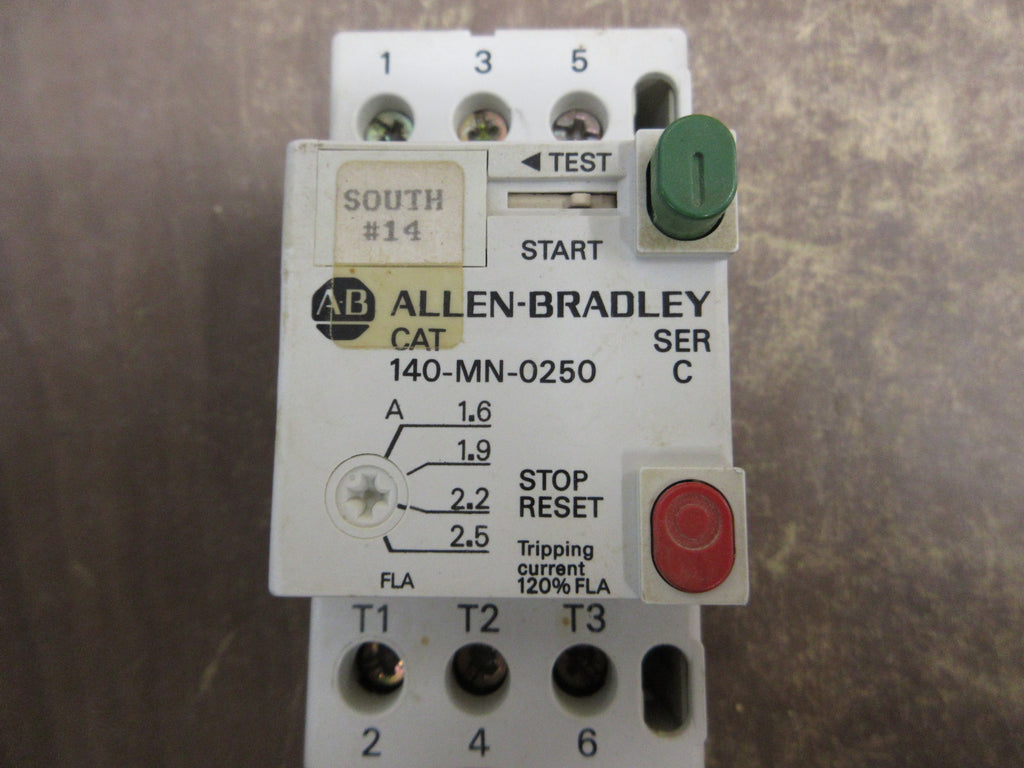 1 3 5
◄ TEST
SOUTH
#14
START
AB ALLEN-BRADLEY
CAT SER
140-MN-0250 C
A 1.6
1.9
2.2
2.5
STOP
RESET
Tripping
current
120% FLA
FLA
T1 T2 T3
2 4 6